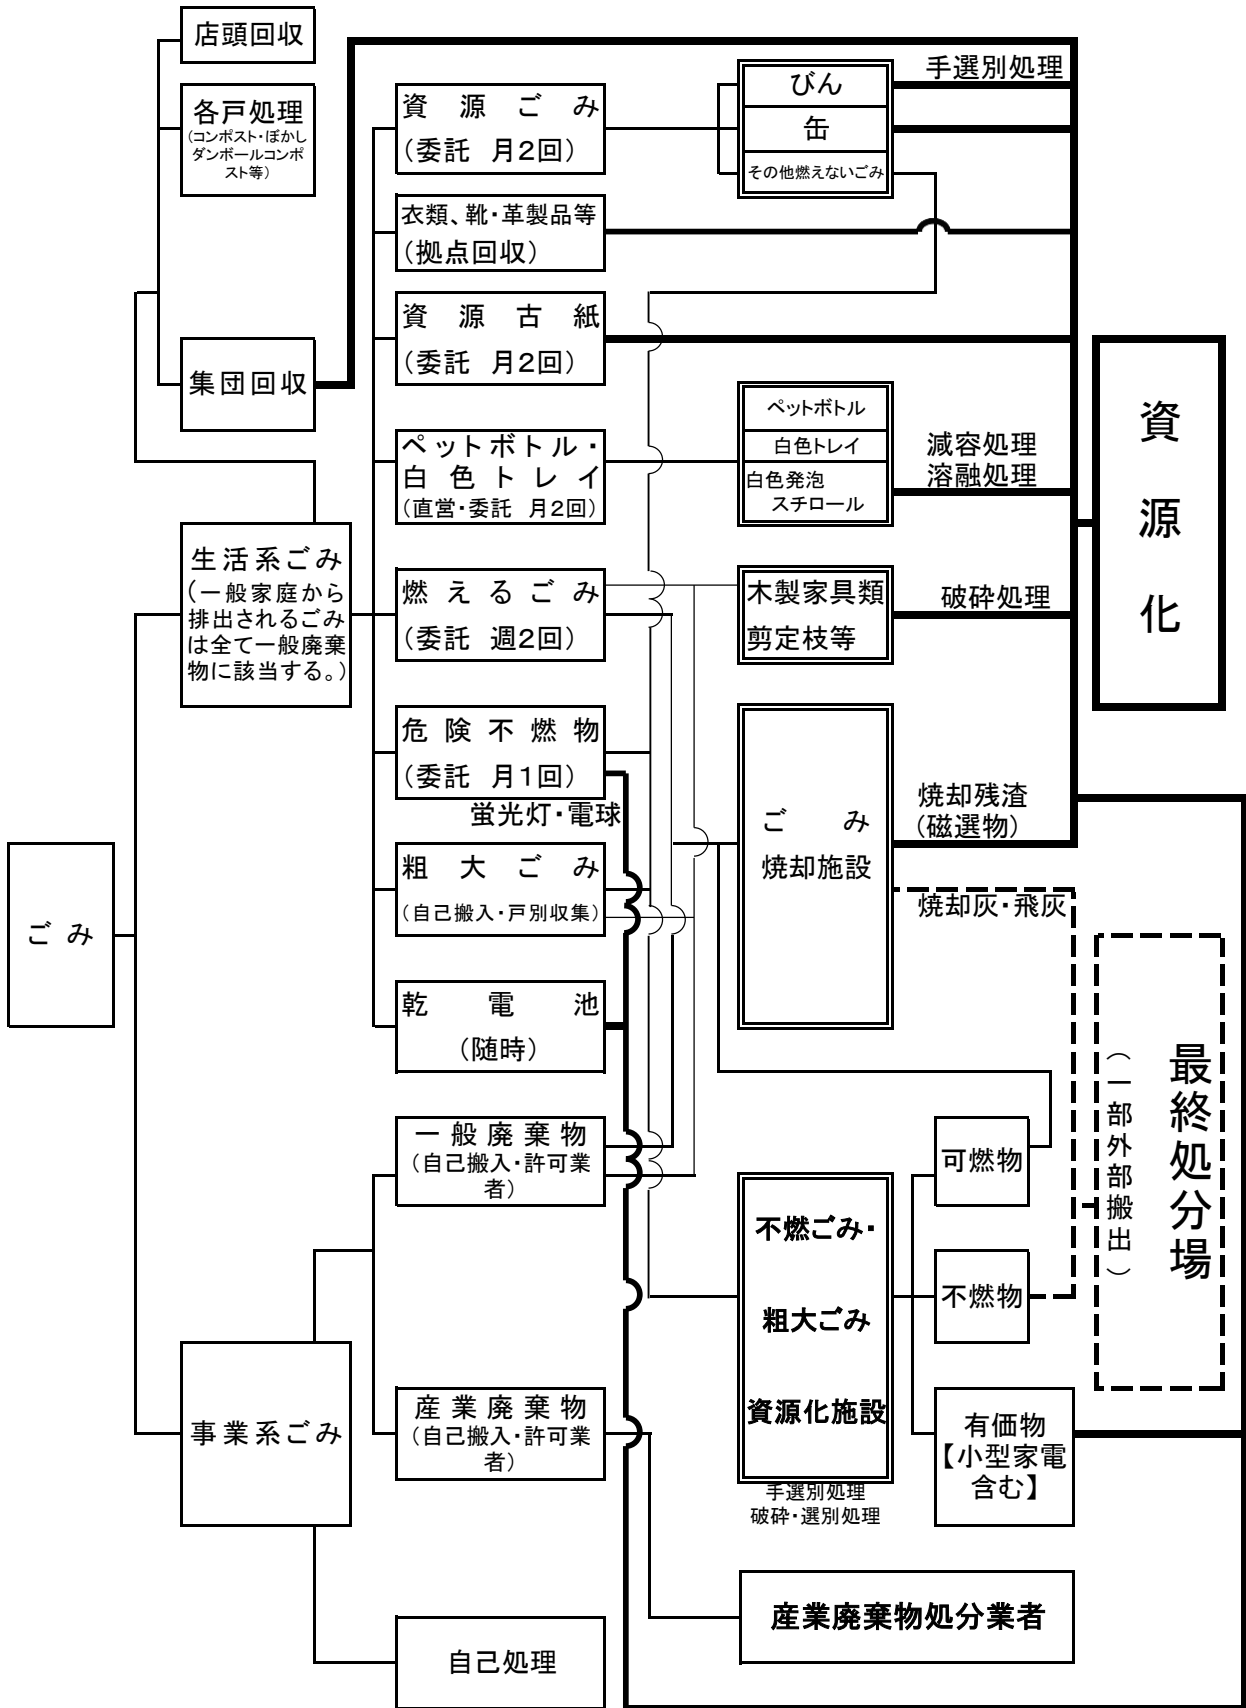 店頭回収
各戸処理
(コンポスト・ぼかし
ダンボールコンポ
スト等)
集団回収
生活系ごみ
(一般家庭から
排出されるごみ
は全て一般廃棄
物に該当する。)
ごみ
事業系ごみ
資源ごみ
(委託 月2回)
衣類、靴・革製品等
(拠点回収)
資源古紙
(委託 月2回)
ペットボトル・
白色トレイ
(直営・委託 月2回)
燃えるごみ
(委託 週2回)
危険不燃物
(委託 月1回)
蛍光灯・電球
粗大ごみ
(自己搬入・戸別収集)
乾電池
(随時)
一般廃棄物
(自己搬入・許可業
者)
産業廃棄物
(自己搬入・許可業
者)
自己処理
びん
缶
その他燃えないごみ
手選別処理
ペットボトル
白色トレイ
白色発泡
スチロール
減容処理
溶融処理
木製家具類
剪定枝等
破砕処理
ごみ
焼却施設
焼却残渣
(磁選物)
焼却灰・飛灰
不燃ごみ・
粗大ごみ
資源化施設
手選別処理
破砕・選別処理
可燃物
不燃物
有価物
【小型家電
含む】
産業廃棄物処分業者
資源化
最終処分場
(一部外部搬出)